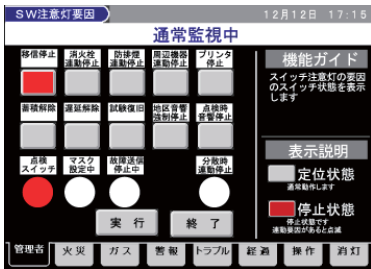 SW注意灯要因
12月12日 17:15
通常監視中
移信停止
消火栓
連動停止
防排煙
連動停止
周辺機器
連動停止
プリンタ
停止
蓄積解除
遅延解除
試験復旧
地区音響
強制停止
点検時
音響停止
点検
スイッチ
マスク
設定中
故障送信
停止中
分散時
連動停止
実 行
終 了
機能ガイド
スイッチ注意灯の要因
のスイッチ状態を表示
します
表示説明
定位状態
通常動作します
停止状態
停止状態です
連動要因があると点滅
管理者
火 災
ガ ス
警 報
トラブル
経 過
操 作
消 灯